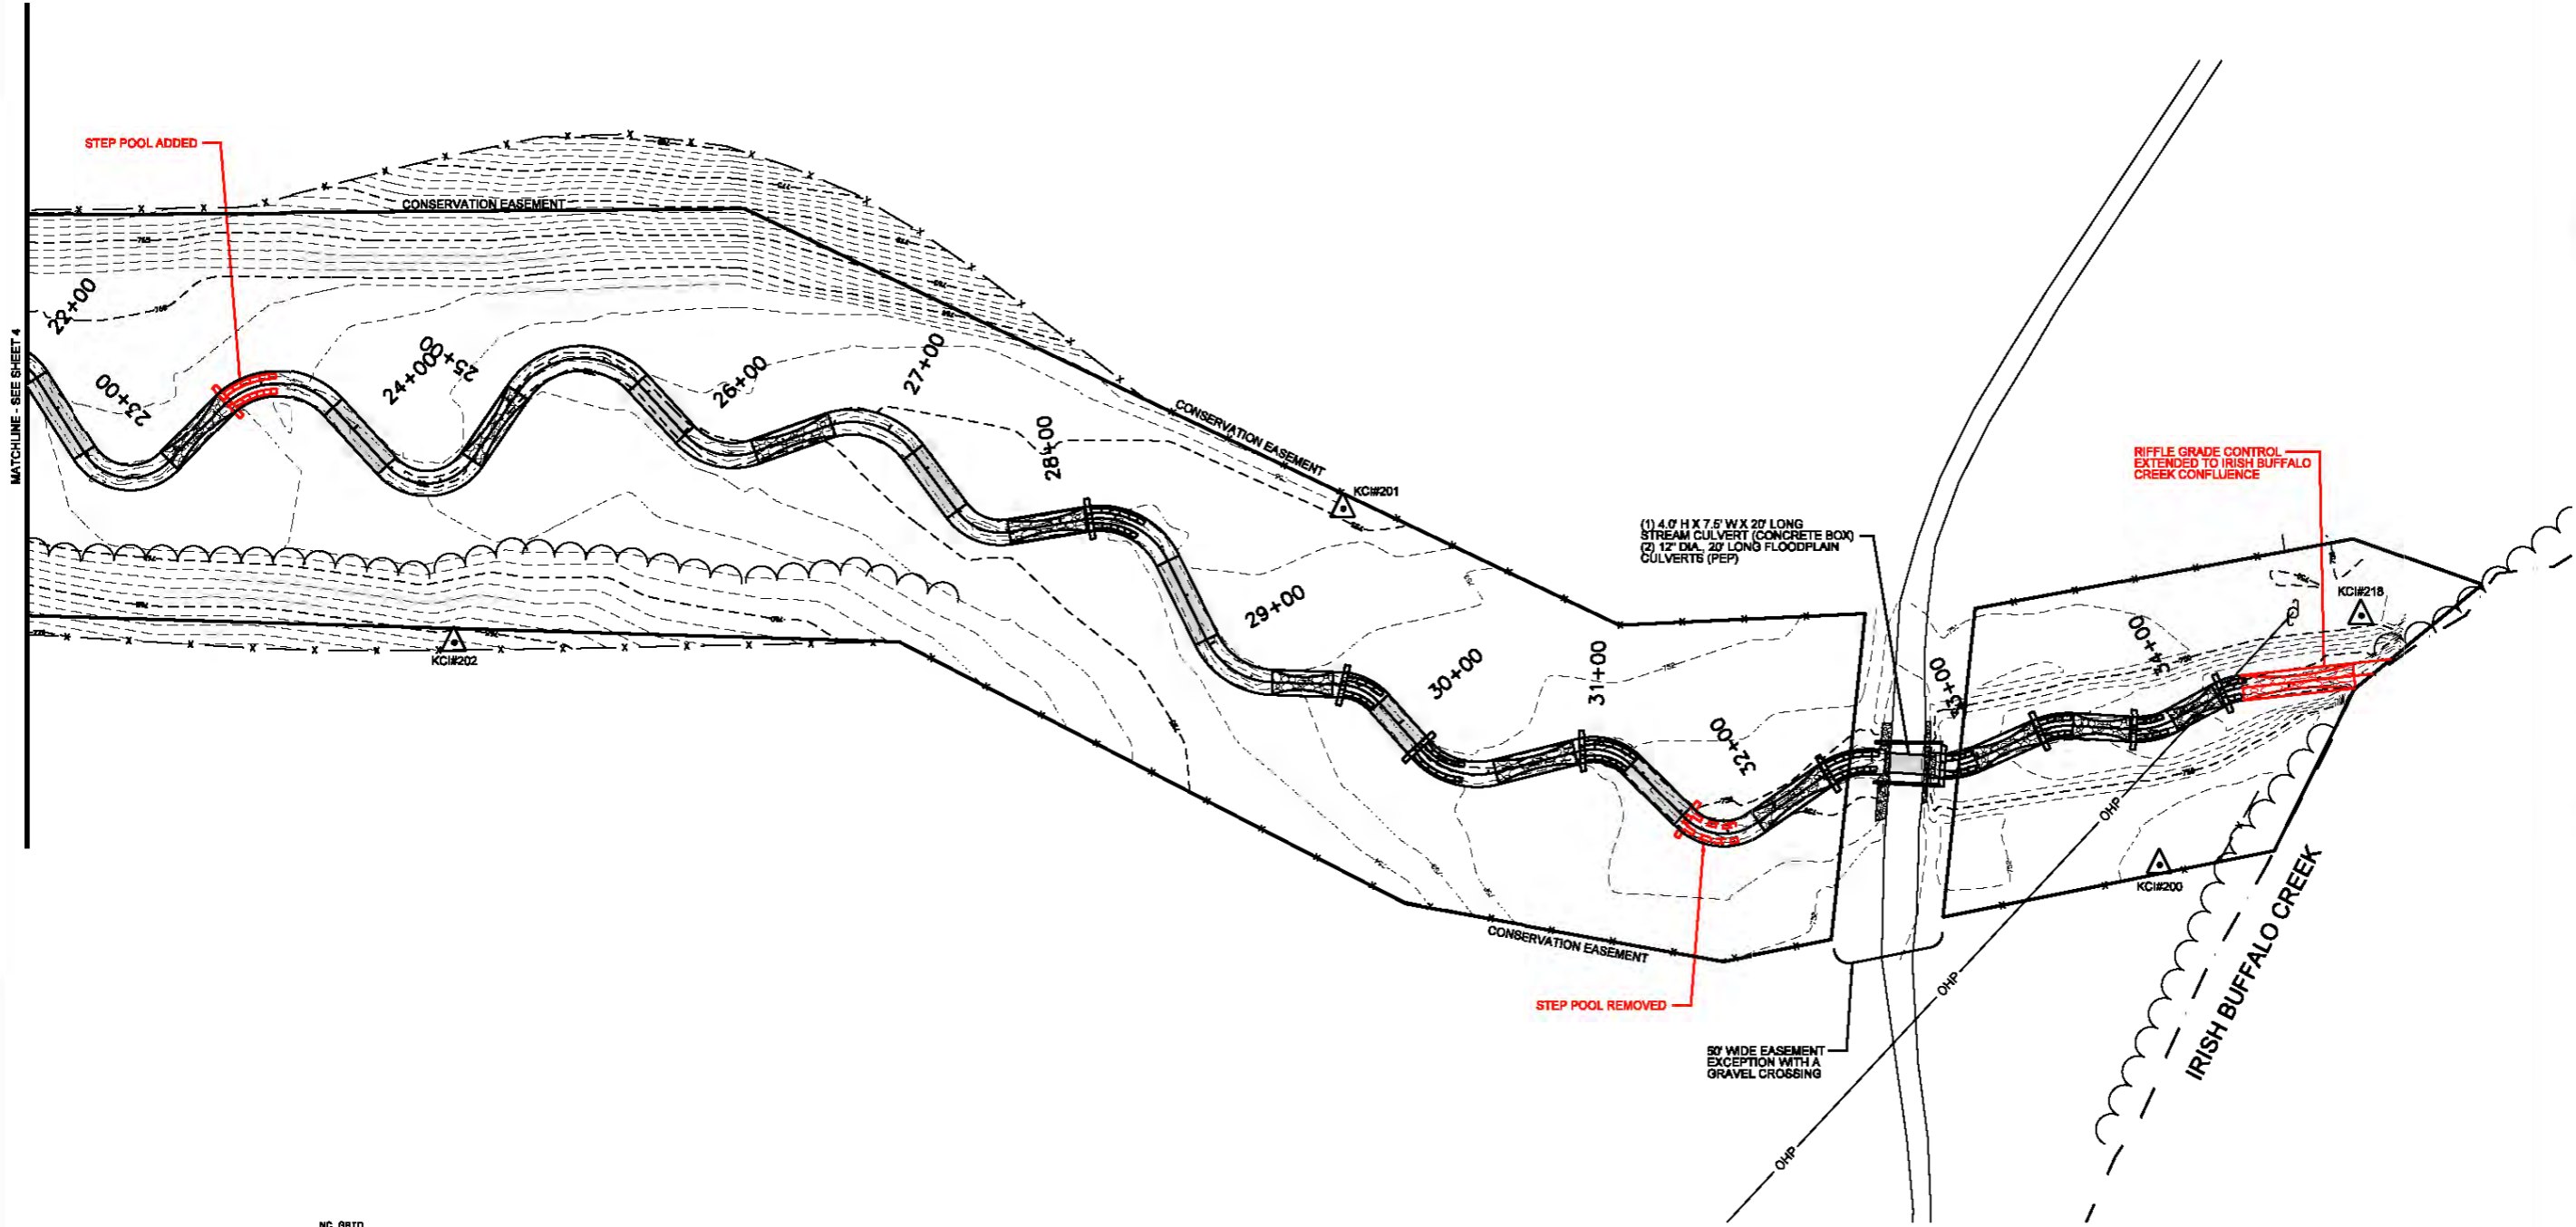 STEP POOL ADDED
CONSERVATION EASEMENT
MATCHLINE - SEE SHEET 4
22+00
23+00
24+00
25+00
26+00
27+00
28+00
CONSERVATION EASEMENT
KCI#201
KCI#202
29+00
30+00
31+00
32+00
(1) 4.0' H X 7.5' W X 20' LONG
STREAM CULVERT (CONCRETE BOX)
(2) 12" DIA., 20' LONG FLOODPLAIN
CULVERTS (PEP)
33+00
34+00
RIFFLE GRADE CONTROL
EXTENDED TO IRISH BUFFALO
CREEK CONFLUENCE
KCI#218
KCI#200
OHP
OHP
OHP
IRISH BUFFALO CREEK
CONSERVATION EASEMENT
STEP POOL REMOVED
50' WIDE EASEMENT
EXCEPTION WITH A
GRAVEL CROSSING
NC GRID